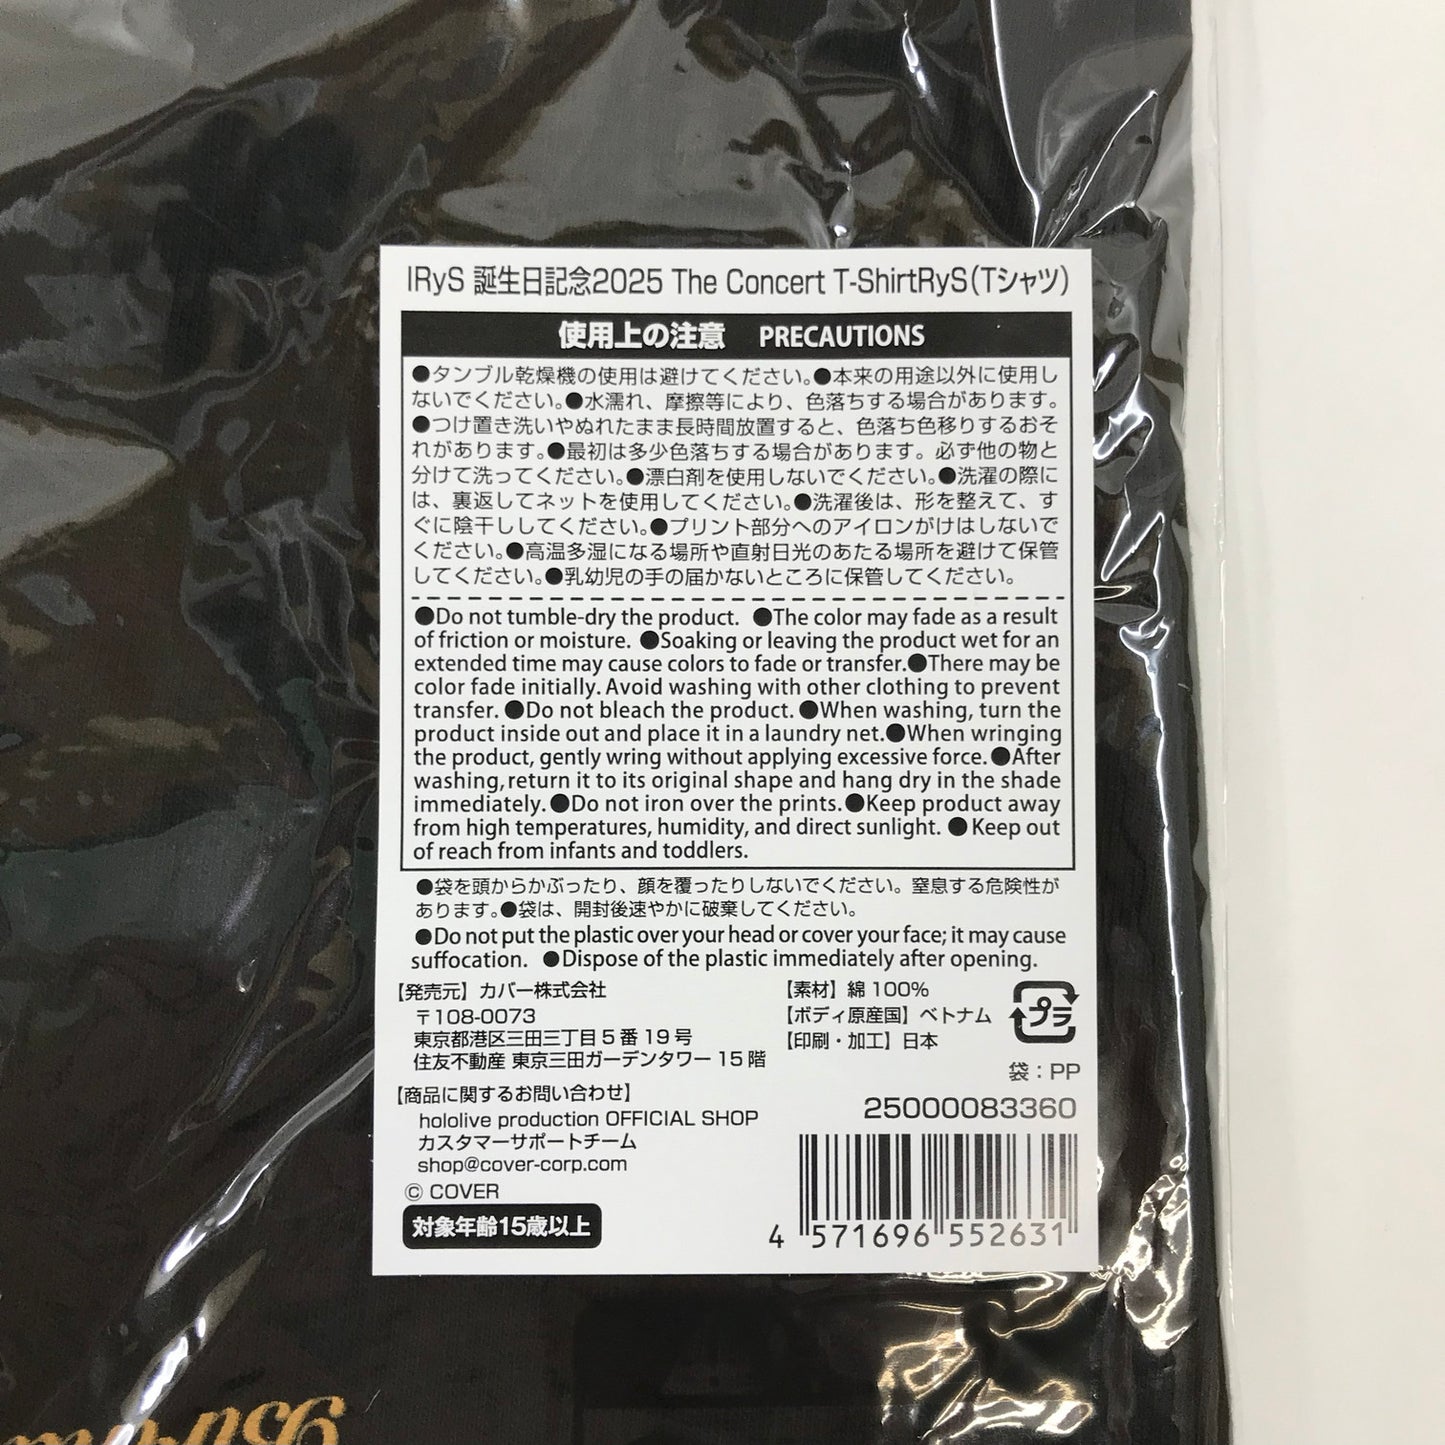 IRyS 誕生日記念2025 The Concert T-ShirtRyS(Tシャツ)
使用上の注意 PRECAUTIONS
●タンブル乾燥機の使用は避けてください。●本来の用途以外に使用し
ないでください。●水濡れ、摩擦等により、色落ちする場合があります。
●つけ置き洗いやぬれたまま長時間放置すると、色落ち色移りするおそ
れがあります。●最初は多少色落ちする場合があります。必ず他の物と
分けて洗ってください。●漂白剤を使用しないでください。●洗濯の際に
は、裏返してネットを使用してください。●洗濯後は、形を整えて、す
ぐに陰干ししてください。●プリント部分へのアイロンがけはしないで
ください。●高温多湿になる場所や直射日光のあたる場所を避けて保管
してください。●乳幼児の手の届かないところに保管してください。
●Do not tumble-dry the product. ●The color may fade as a result
of friction or moisture. ●Soaking or leaving the product wet for an
extended time may cause colors to fade or transfer.●There may be
color fade initially. Avoid washing with other clothing to prevent
transfer. ●Do not bleach the product. ●When washing, turn the
product inside out and place it in a laundry net.●When wringing
the product, gently wring without applying excessive force. ●After
washing, return it to its original shape and hang dry in the shade
immediately. ●Do not iron over the prints. ●Keep product away
from high temperatures, humidity, and direct sunlight. ●Keep out
of reach from infants and toddlers.
●袋を頭からかぶったり、顔を覆ったりしないでください。窒息する危険性が
あります。●袋は、開封後速やかに破棄してください。
●Do not put the plastic over your head or cover your face; it may cause
suffocation. ●Dispose of the plastic immediately after opening.
【発売元】カバー株式会社
〒108-0073
東京都港区三田三丁目5番19号
住友不動産 東京三田ガーデンタワー 15階
【商品に関するお問い合わせ】
hololive production OFFICIAL SHOP
カスタマーサポートチーム
shop@cover-corp.com
© COVER
対象年齢15歳以上
【素材】綿 100%
【ボディ原産国】ベトナム
【印刷・加工】日本
プラ
袋：PP
25000083360
4 571696 552631